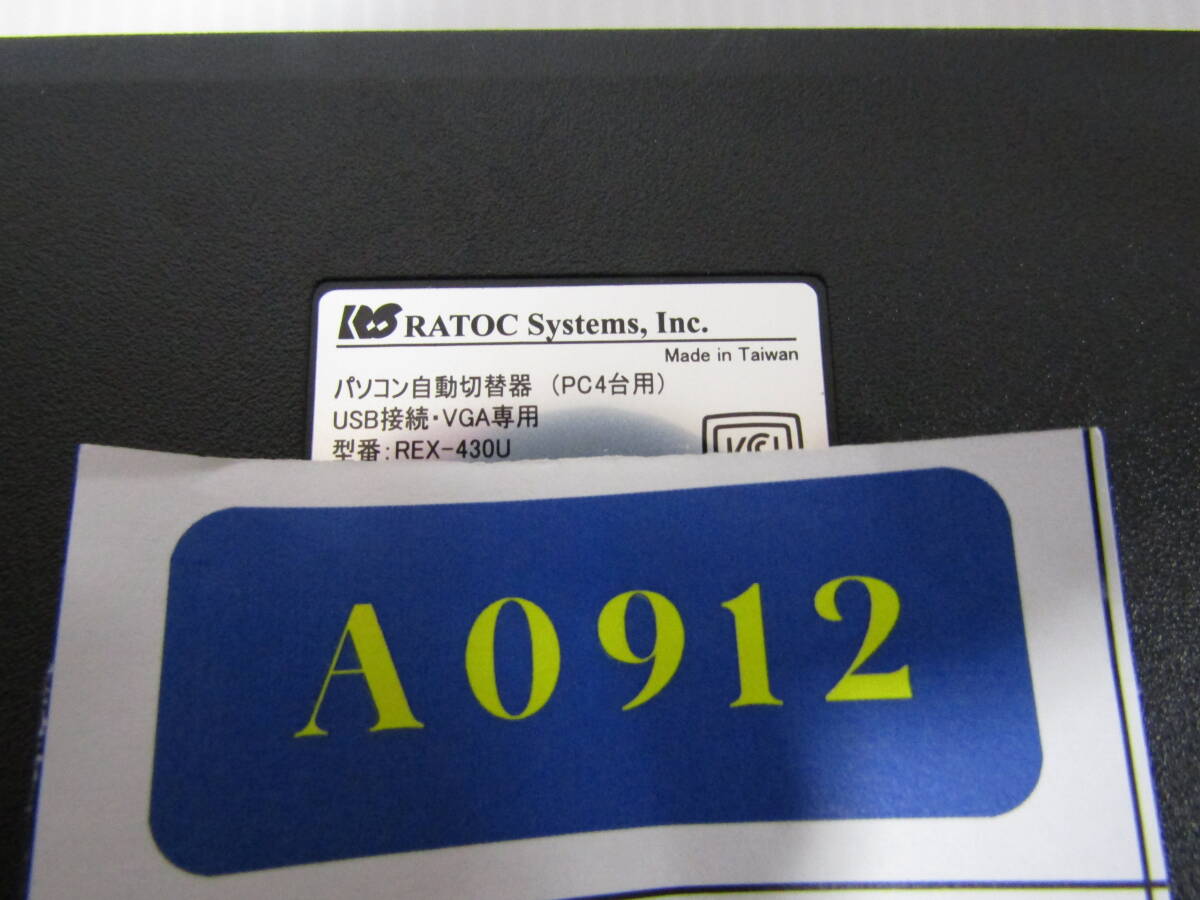 RATOC Systems, Inc.
Made in Taiwan
パソコン自動切替器 (PC4台用)
USB接続・VGA専用
型番:REX-430U
A0912